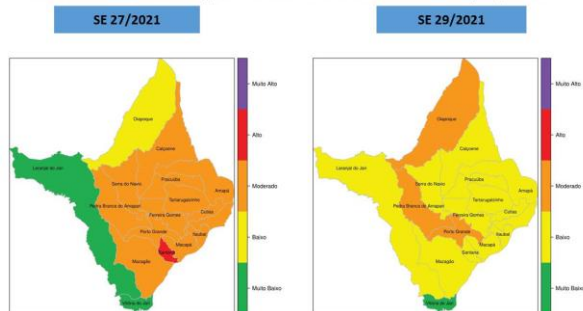 SE 27/2021
SE 29/2021
Oiapoque
Calçoene
Laranjal do Jari
Serra do Navio
Pracuúba
Amapá
Tartarugalzinho
Pedra Branca do Amapari
Cutias
Ferreira Gomes
Itaubal
Porto Grande
Macapá
Santana
Mazagão
Vitória do Jari
Muito Alto
Alto
Moderado
Baixo
Muito Baixo
Oiapoque
Calçoene
Laranjal do Jari
Serra do Navio
Pracuúba
Amapá
Tartarugalzinho
Pedra Branca do Amapari
Cutias
Ferreira Gomes
Itaubal
Porto Grande
Macapá
Santana
Mazagão
Vitória do Jari
Muito Alto
Alto
Moderado
Baixo
Muito Baixo